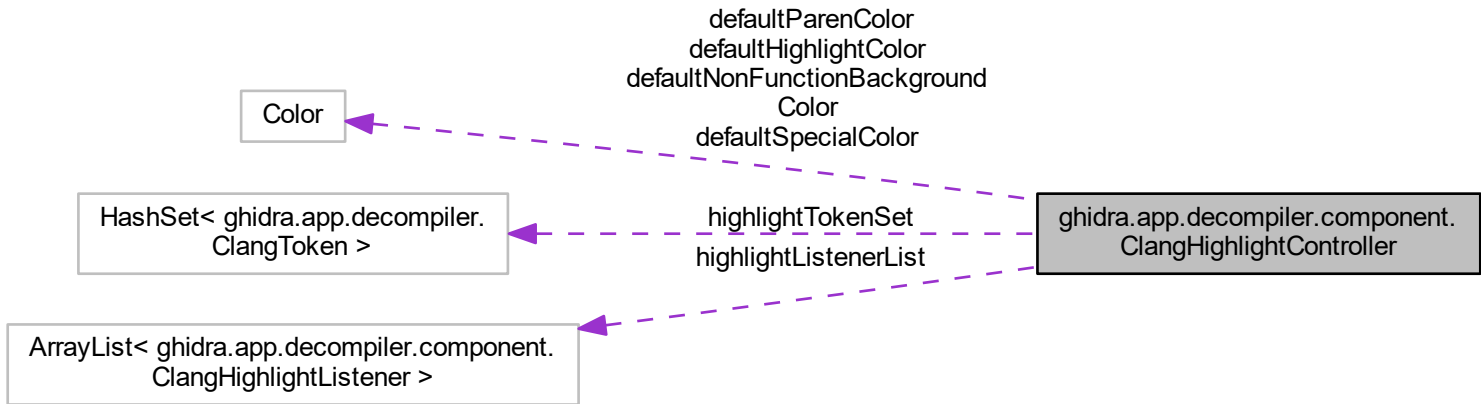 defaultParenColor
defaultHighlightColor
defaultNonFunctionBackground
Color
defaultSpecialColor
Color
HashSet< ghidra.app.decompiler.
ClangToken >
highlightTokenSet
highlightListenerList
ghidra.app.decompiler.component.
ClangHighlightController
ArrayList< ghidra.app.decompiler.component.
ClangHighlightListener >